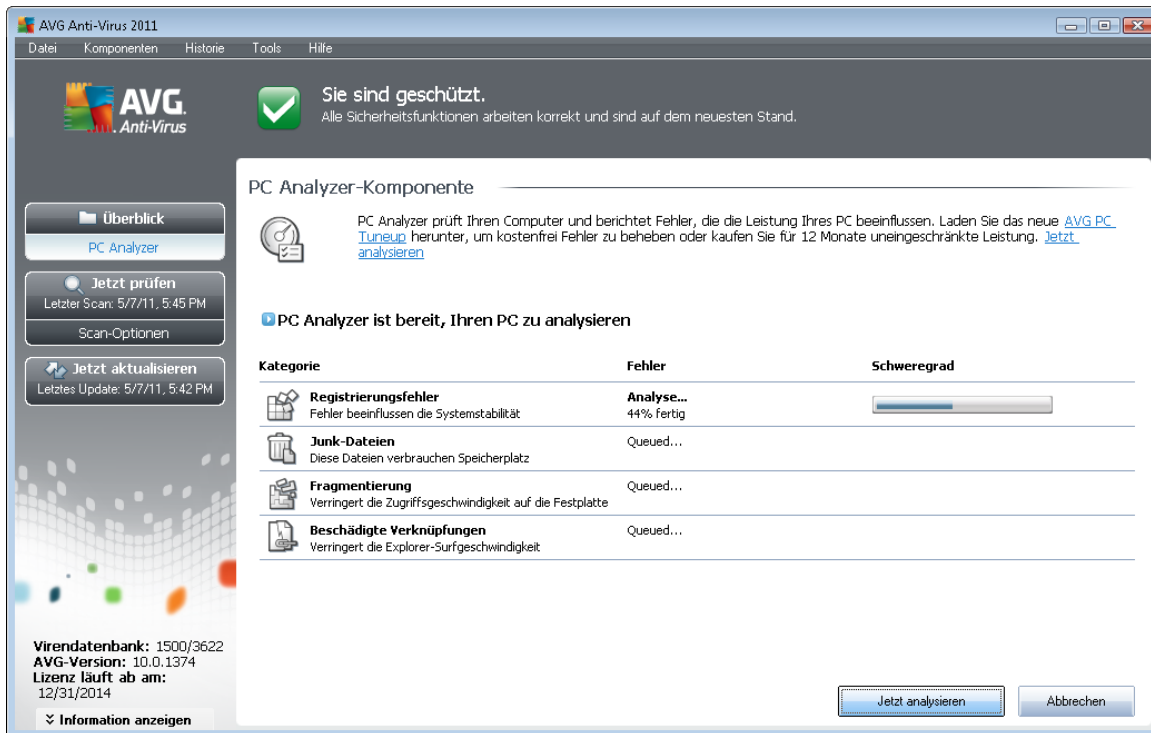 AVG Anti-Virus 2011
Datei Komponenten Historie Tools Hilfe
AVG.
Anti-Virus
Sie sind geschützt.
Alle Sicherheitsfunktionen arbeiten korrekt und sind auf dem neuesten Stand.
Überblick
PC Analyzer
Jetzt prüfen
Letzter Scan: 5/7/11, 5:45 PM
Scan-Optionen
Jetzt aktualisieren
Letztes Update: 5/7/11, 5:42 PM
Virendatenbank: 1500/3622
AVG-Version: 10.0.1374
Lizenz läuft ab am:
12/31/2014
Information anzeigen
PC Analyzer-Komponente
PC Analyzer prüft Ihren Computer und berichtet Fehler, die die Leistung Ihres PC beeinflussen. Laden Sie das neue AVG PC
Tuneup herunter, um kostenfrei Fehler zu beheben oder kaufen Sie für 12 Monate uneingeschränkte Leistung. Jetzt
analysieren
PC Analyzer ist bereit, Ihren PC zu analysieren
Kategorie Fehler Schweregrad
Registrierungsfehler Analyse...
Fehler beeinflussen die Systemstabilität 44% fertig
Junk-Dateien Queued...
Diese Dateien verbrauchen Speicherplatz
Fragmentierung Queued...
Verringert die Zugriffsgeschwindigkeit auf die Festplatte
Beschädigte Verknüpfungen Queued...
Verringert die Explorer-Surfgeschwindigkeit
Jetzt analysieren Abbrechen